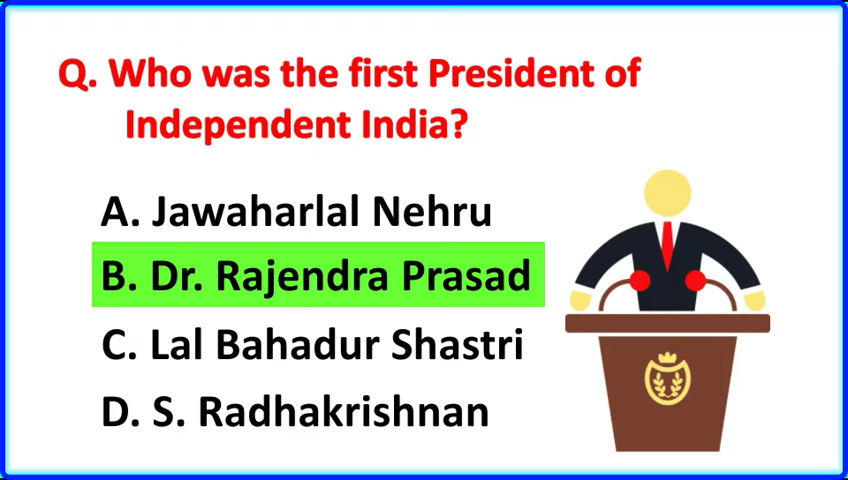 Q. Who was the first President of
Independent India?
A. Jawaharlal Nehru
B. Dr. Rajendra Prasad
C. Lal Bahadur Shastri
D. S. Radhakrishnan